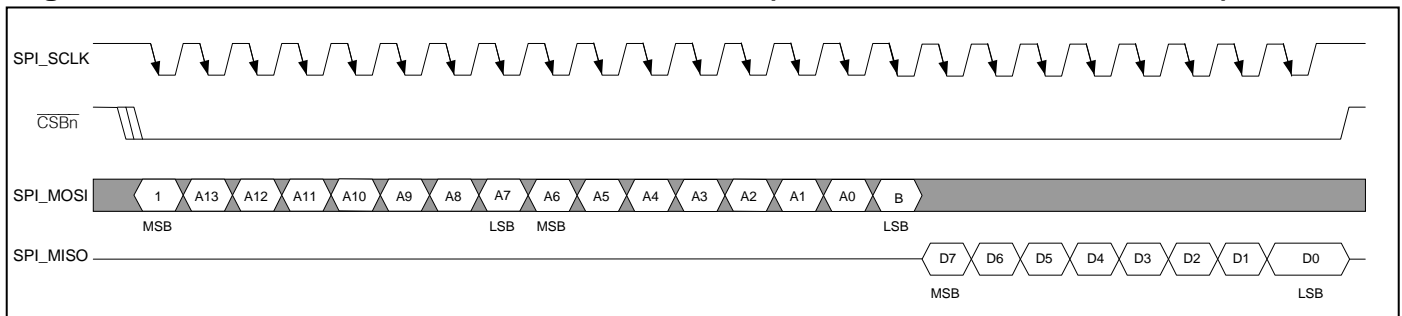 SPI_SCLK
CSBn
SPI_MOSI 1 A13 A12 A11 A10 A9 A8 A7 A6 A5 A4 A3 A2 A1 A0 B
MSB LSB MSB LSB
SPI_MISO D7 D6 D5 D4 D3 D2 D1 D0
MSB LSB